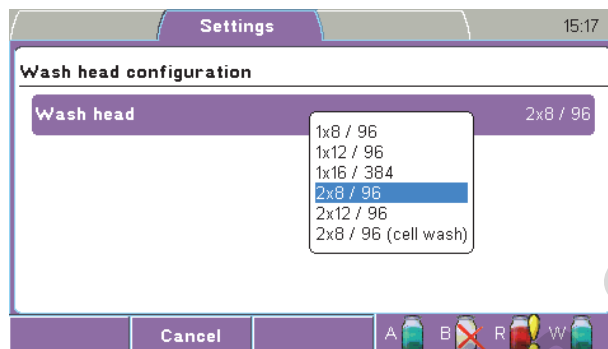 Settings
15:17
Wash head configuration
Wash head
2x8 / 96
1x8 / 96
1x12 / 96
1x16 / 384
2x8 / 96
2x12 / 96
2x8 / 96 (cell wash)
Cancel
A B R W